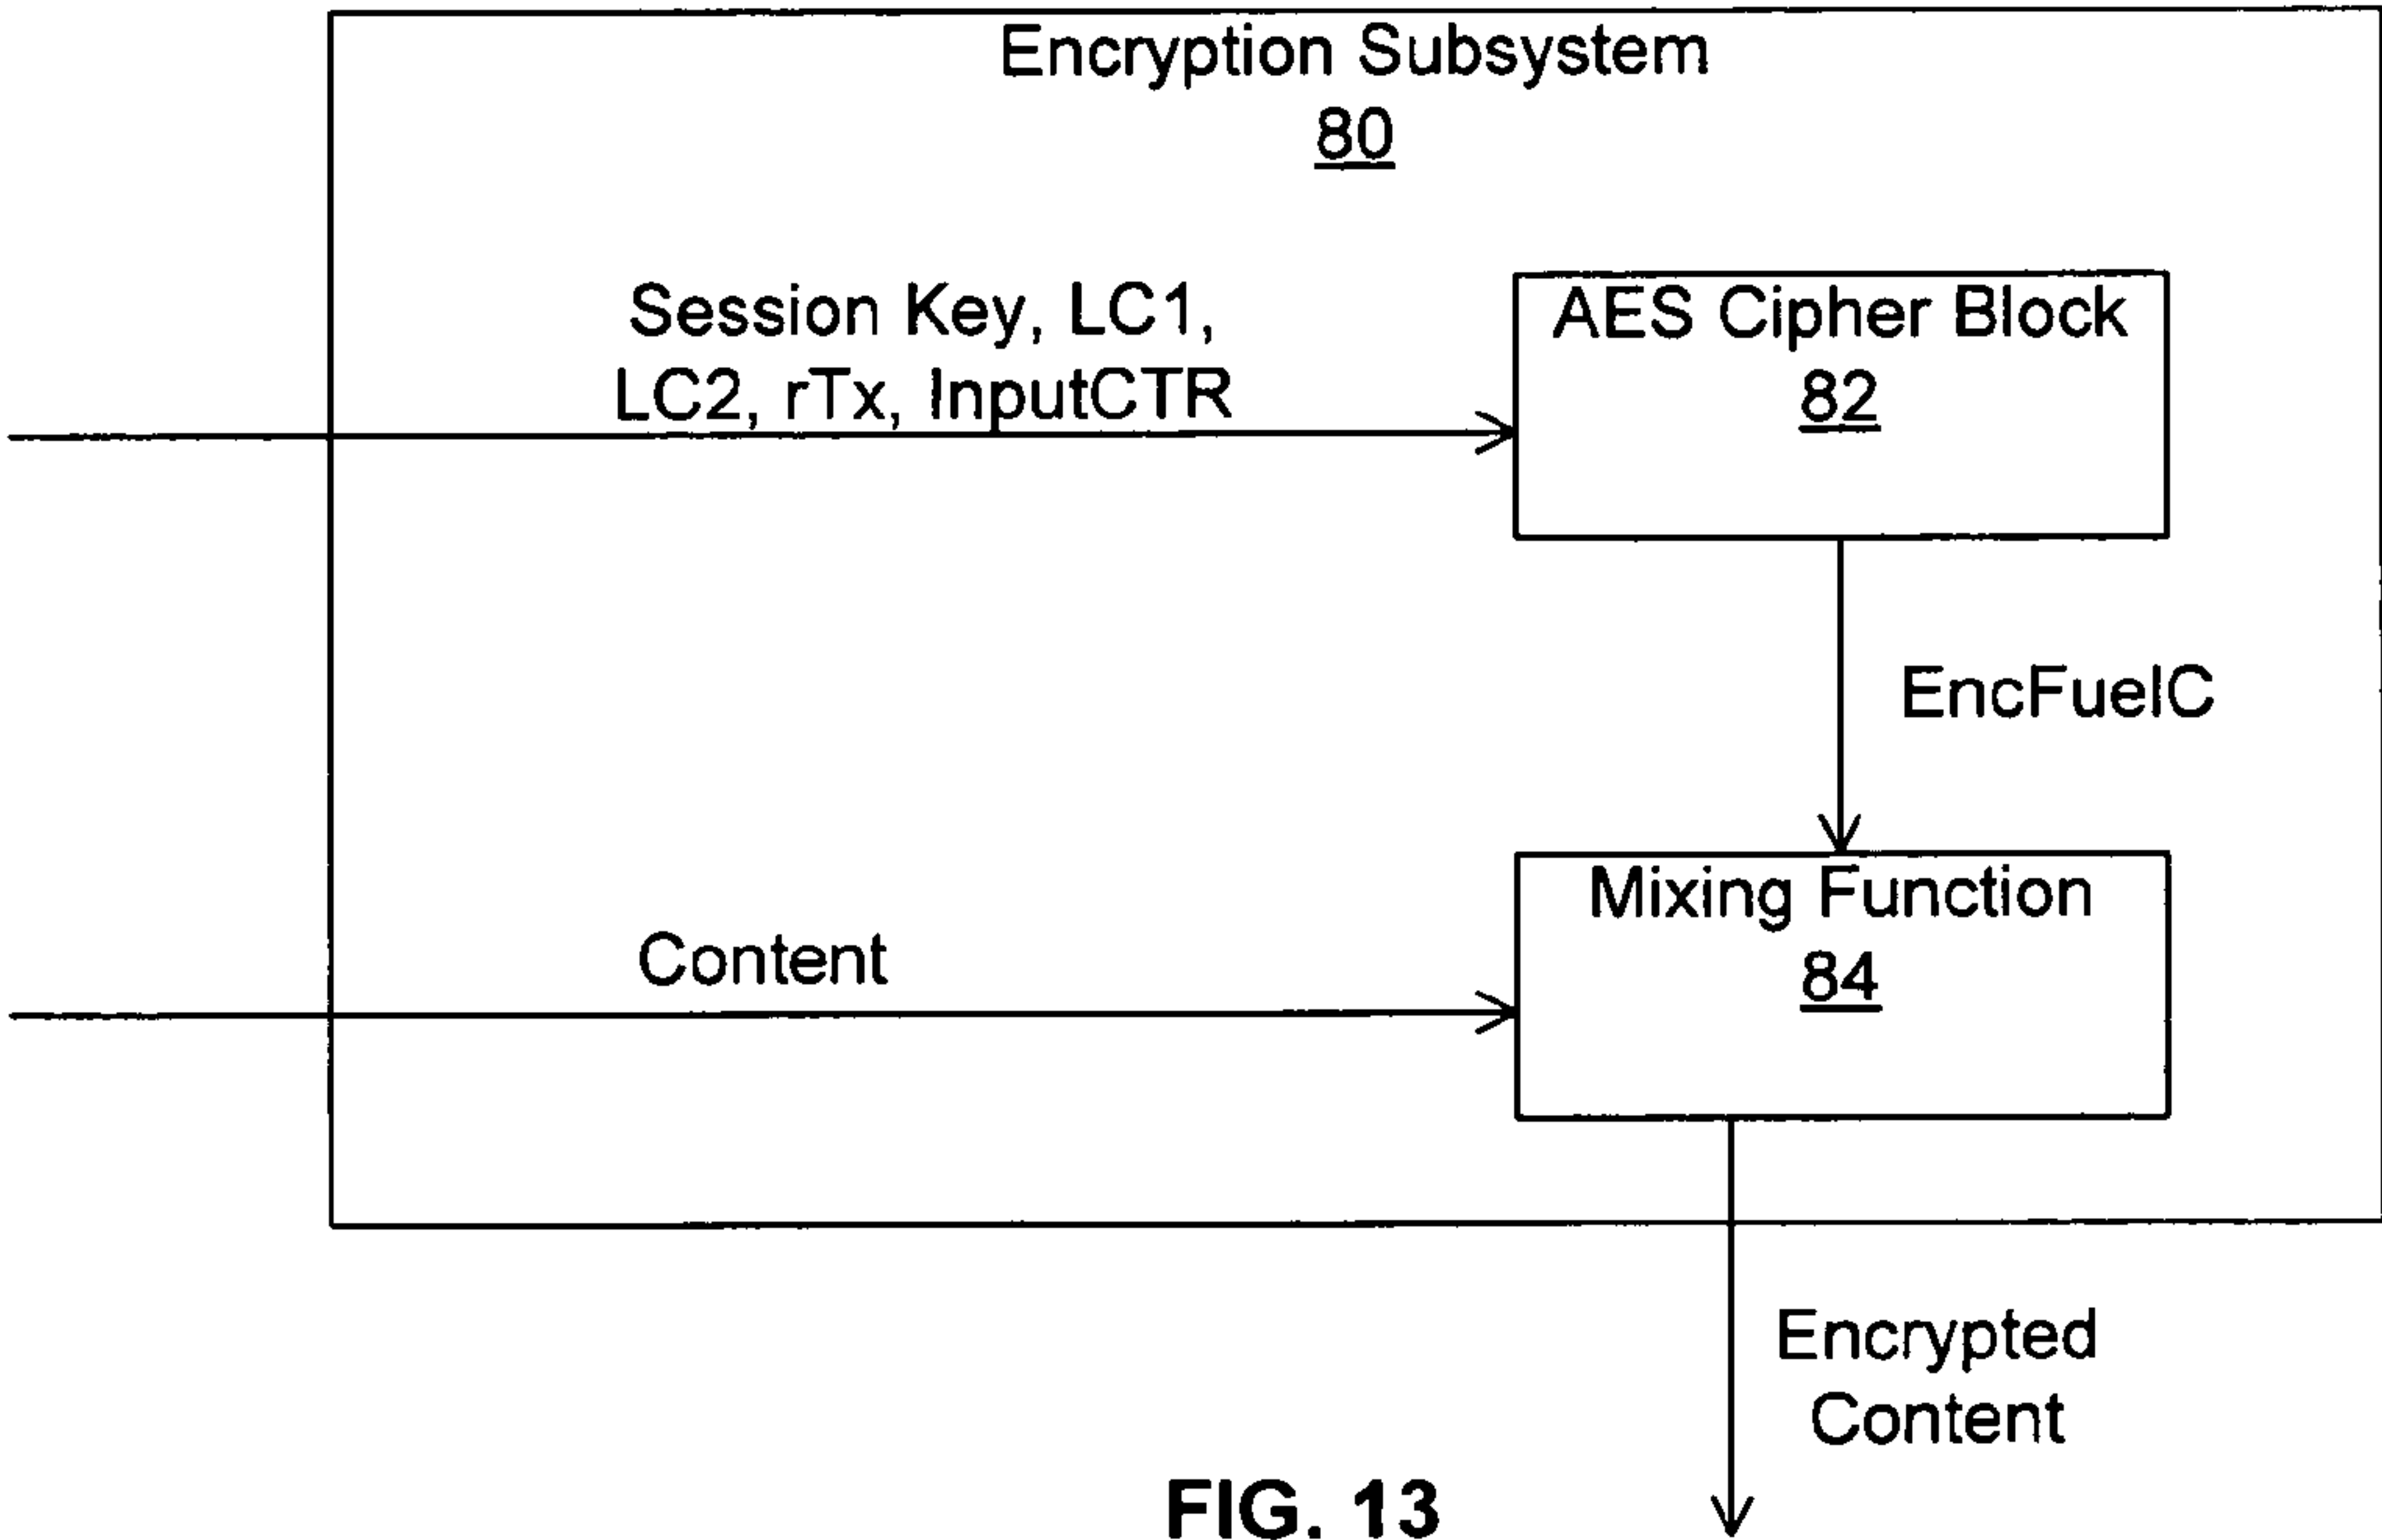 Encryption Subsystem
80
Session Key, LC1,
LC2, rTx, InputCTR
AES Cipher Block
82
EncFuelC
Mixing Function
84
Content
Encrypted
Content
FIG. 13